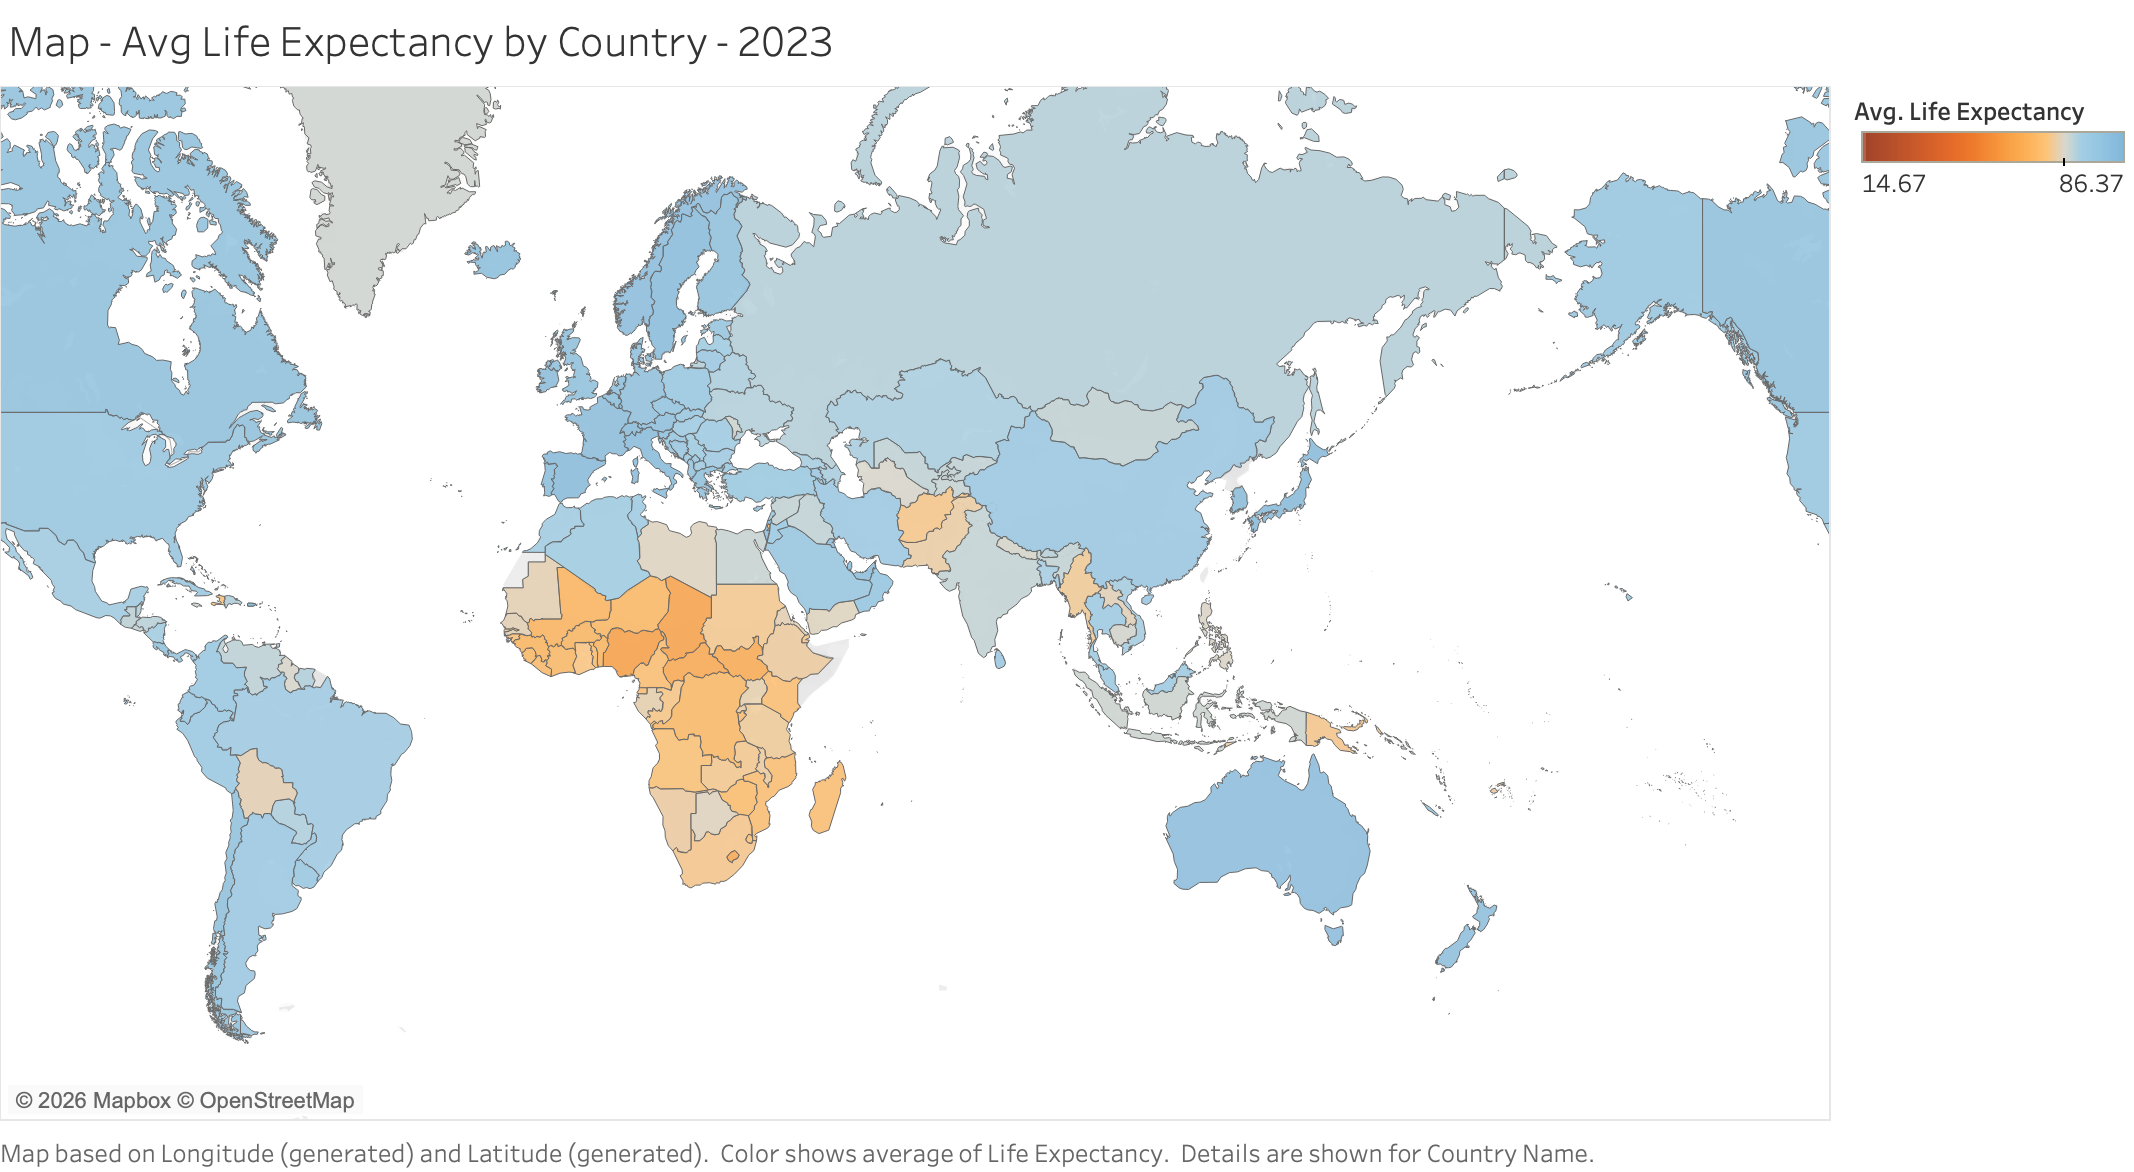 Map - Avg Life Expectancy by Country - 2023
Avg. Life Expectancy
14.67 86.37
© 2026 Mapbox © OpenStreetMap
Map based on Longitude (generated) and Latitude (generated).  Color shows average of Life Expectancy.  Details are shown for Country Name.